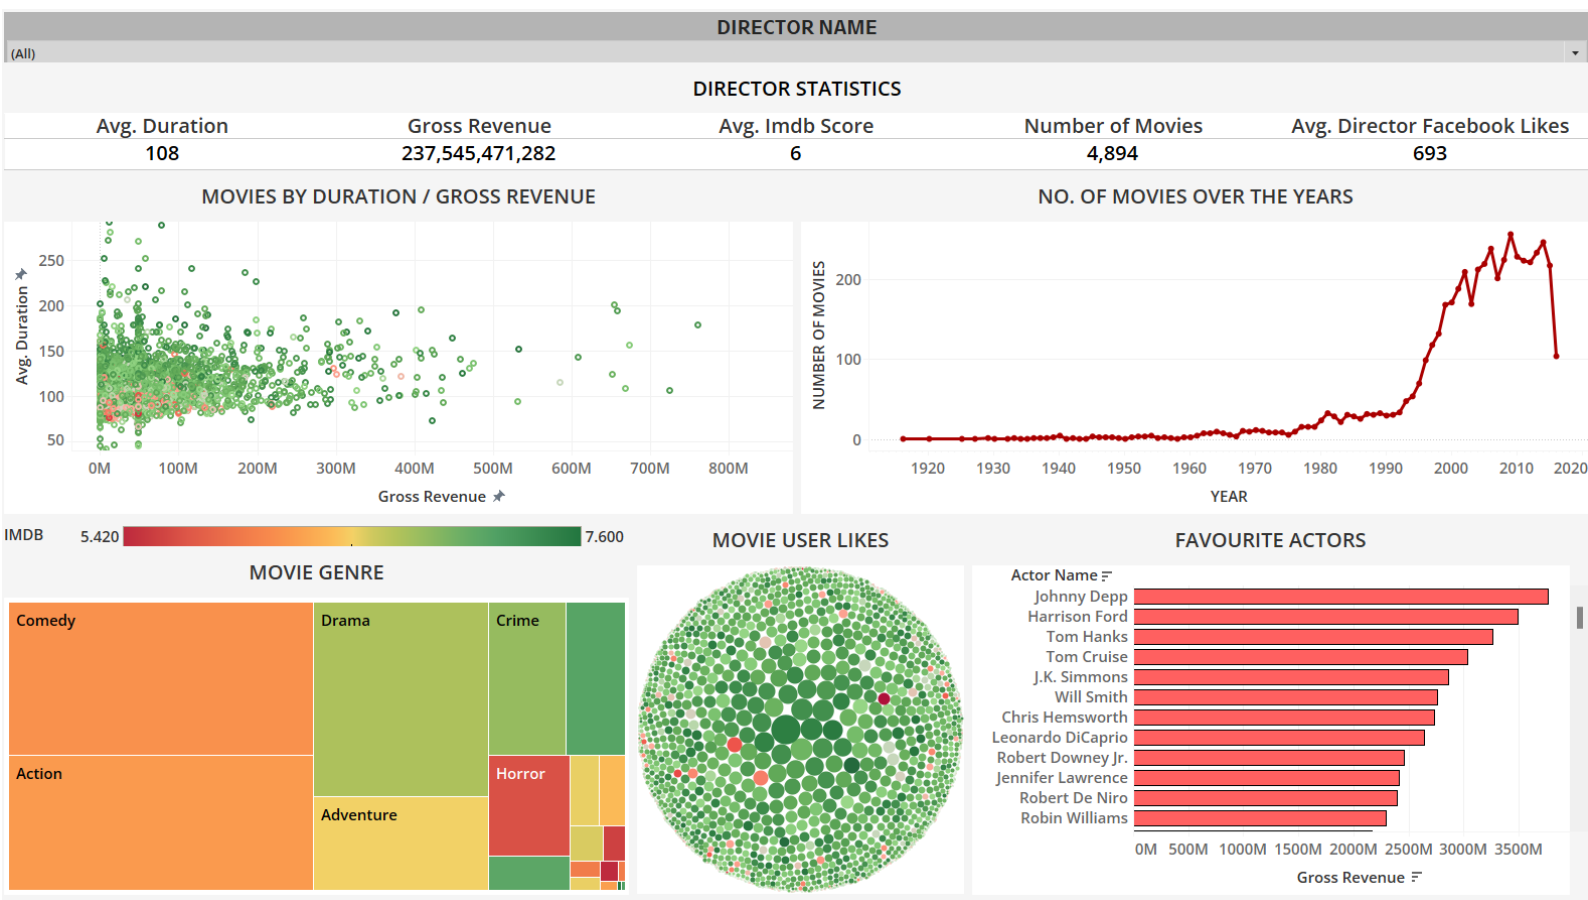 DIRECTOR NAME
(All)
DIRECTOR STATISTICS
Avg. Duration Gross Revenue Avg. Imdb Score Number of Movies Avg. Director Facebook Likes
108 237,545,471,282 6 4,894 693
MOVIES BY DURATION / GROSS REVENUE
Avg. Duration
250
200
150
100
50
0M 100M 200M 300M 400M 500M 600M 700M 800M
Gross Revenue
NO. OF MOVIES OVER THE YEARS
NUMBER OF MOVIES
200
100
0
1920 1930 1940 1950 1960 1970 1980 1990 2000 2010 2020
YEAR
IMDB 5.420 7.600
MOVIE GENRE
Comedy
Drama
Crime
Action
Horror
Adventure
MOVIE USER LIKES
FAVOURITE ACTORS
Actor Name
Johnny Depp
Harrison Ford
Tom Hanks
Tom Cruise
J.K. Simmons
Will Smith
Chris Hemsworth
Leonardo DiCaprio
Robert Downey Jr.
Jennifer Lawrence
Robert De Niro
Robin Williams
0M 500M 1000M 1500M 2000M 2500M 3000M 3500M
Gross Revenue